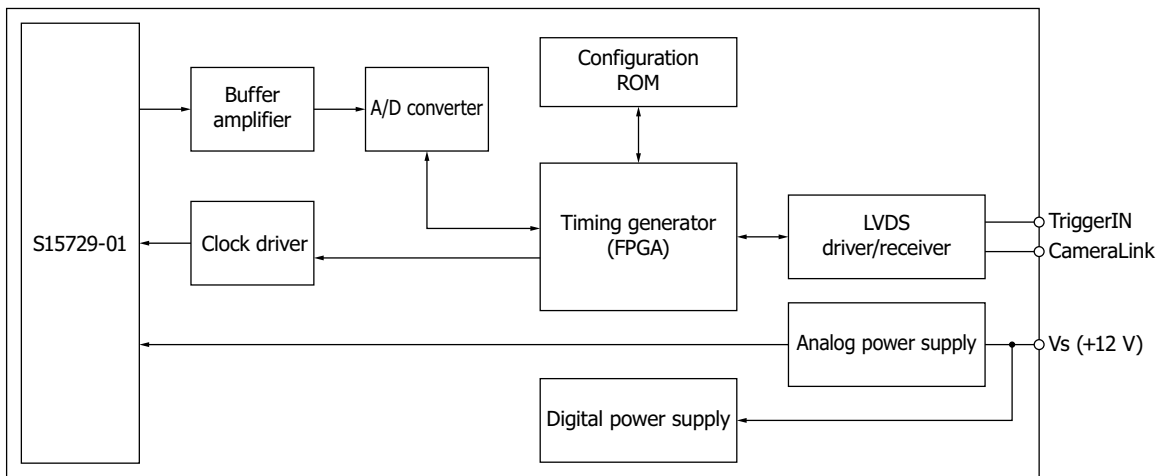 Configuration
ROM
Buffer
amplifier
A/D converter
S15729-01
Clock driver
Timing generator
(FPGA)
LVDS
driver/receiver
TriggerIN
CameraLink
Analog power supply
Vs (+12 V)
Digital power supply